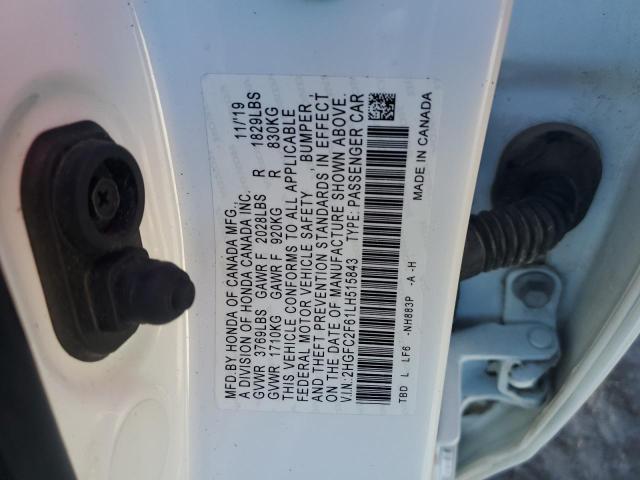 MFD.BY HONDA OF CANADA MFG., 11/19
A DIVISION OF HONDA CANADA INC.
GVWR 3769LBS GAWR F 2028LBS R 1829LBS
GVWR 1710KG GAWR F 920KG R 830KG
THIS VEHICLE CONFORMS TO ALL APPLICABLE
FEDERAL MOTOR VEHICLE SAFETY, BUMPER,
AND THEFT PREVENTION STANDARDS IN EFFECT
ON THE DATE OF MANUFACTURE SHOWN ABOVE.
V.I.N.:2HGFC2F61LH515843 TYPE: PASSENGER CAR
TBD L LF6 -NH883P -A -H MADE IN CANADA